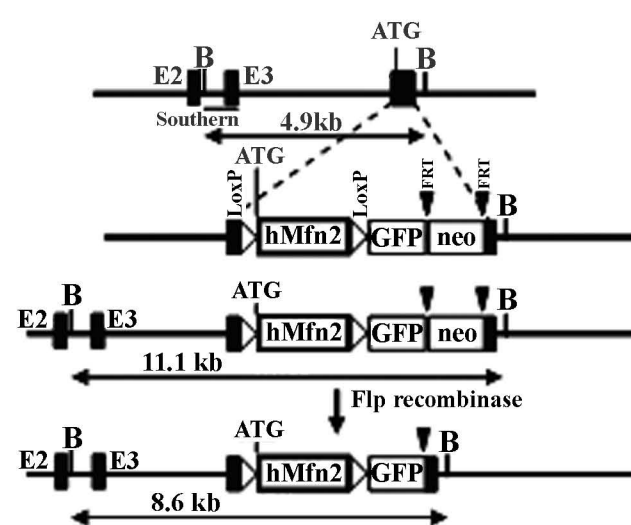 ATG
E2 B E3 B
Southern
4.9kb
ATG
LoxP LoxP FRT FRT
hMfn2 GFP neo B
ATG
E2 B E3 hMfn2 GFP neo B
11.1 kb
Flp recombinase
ATG
E2 B E3 hMfn2 GFP B
8.6 kb